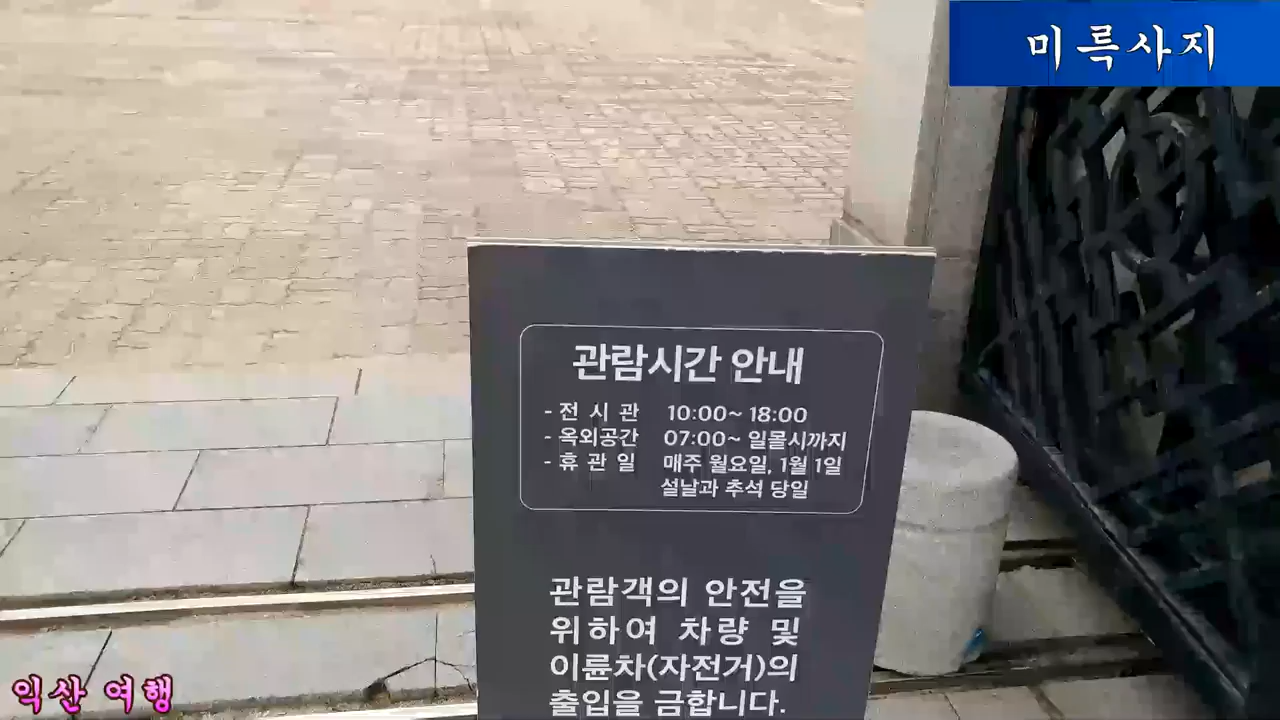 미륵사지
관람시간 안내
- 전 시 관 10:00~ 18:00
- 옥외공간 07:00~ 일몰시까지
- 휴 관 일 매주 월요일, 1월 1일
설날과 추석 당일
관람객의 안전을
위하여 차량 및
이륜차(자전거)의
출입을 금합니다.
익산 여행